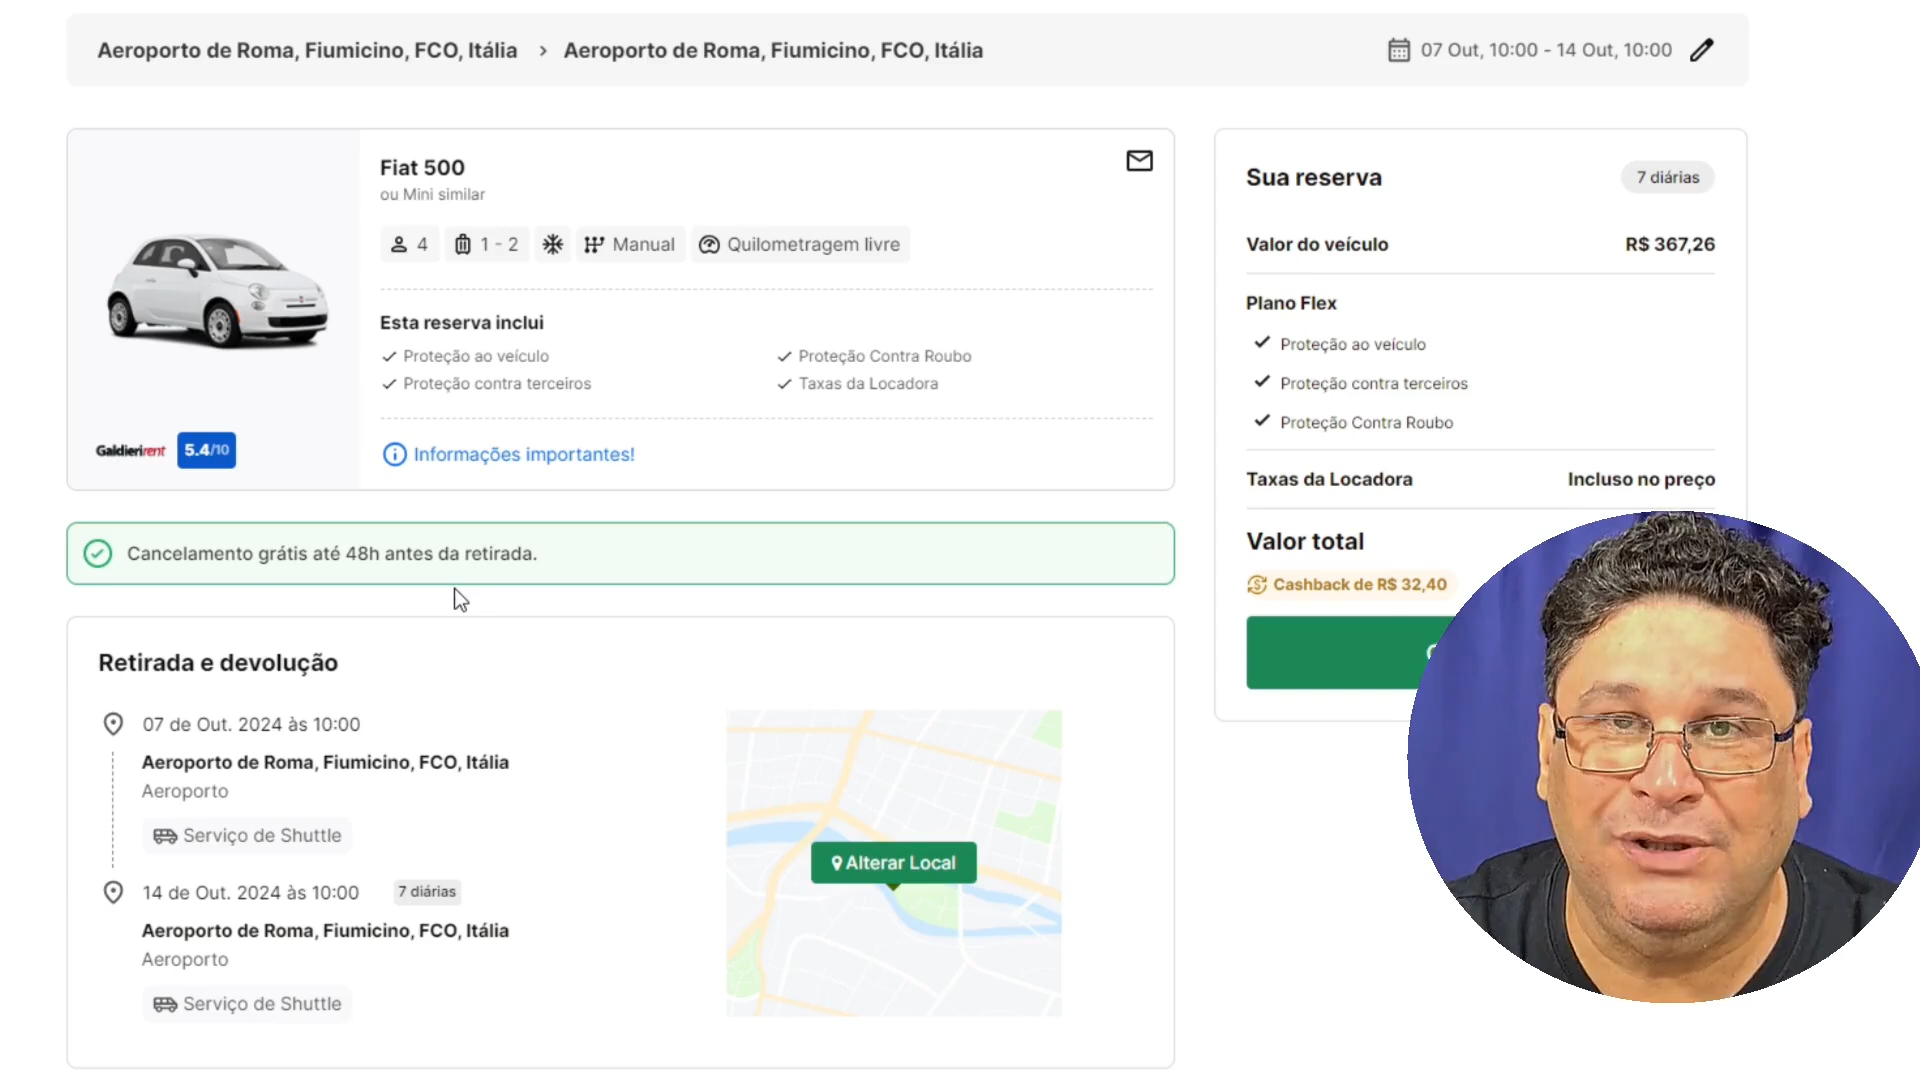 Aeroporto de Roma, Fiumicino, FCO, Itália > Aeroporto de Roma, Fiumicino, FCO, Itália
07 Out, 10:00 - 14 Out, 10:00
Fiat 500
ou Mini similar
4
1 - 2
Manual
Quilometragem livre
Esta reserva inclui
Proteção ao veículo
Proteção Contra Roubo
Proteção contra terceiros
Taxas da Locadora
Galdierirent
5.4/10
Informações importantes!
Cancelamento grátis até 48h antes da retirada.
Retirada e devolução
07 de Out. 2024 às 10:00
Aeroporto de Roma, Fiumicino, FCO, Itália
Aeroporto
Serviço de Shuttle
14 de Out. 2024 às 10:00
7 diárias
Aeroporto de Roma, Fiumicino, FCO, Itália
Aeroporto
Serviço de Shuttle
Alterar Local
Sua reserva
7 diárias
Valor do veículo
R$ 367,26
Plano Flex
Proteção ao veículo
Proteção contra terceiros
Proteção Contra Roubo
Taxas da Locadora
Incluso no preço
Valor total
Cashback de R$ 32,40